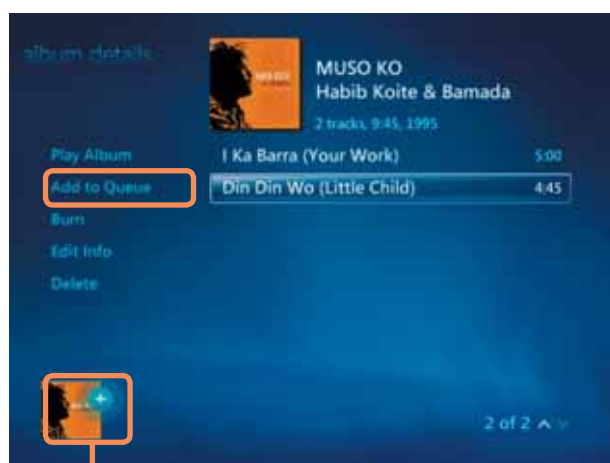 album details
MUSO KO
Habib Koite & Bamada
2 tracks, 9:45, 1995
Play Album
I Ka Barra (Your Work) 5:00
Add to Queue
Din Din Wo (Little Child) 4:45
Burn
Edit Info
Delete
2 of 2